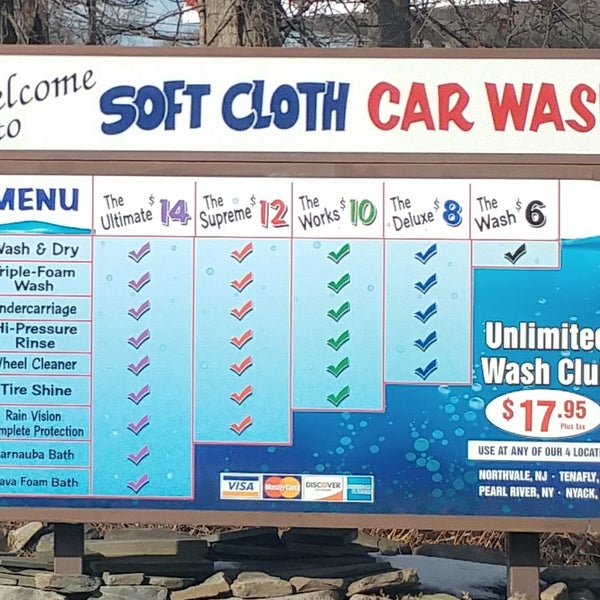 elcome
to
SOFT CLOTH CAR WAS
MENU
The Ultimate $14
The Supreme $12
The Works $10
The Deluxe $8
The Wash $6
Wash & Dry
Triple-Foam
Wash
ndercarriage
Hi-Pressure
Rinse
Wheel Cleaner
Tire Shine
Rain Vision
mplete Protection
arnauba Bath
ava Foam Bath
Unlimited
Wash Clu
$17.95
Plus tax
USE AT ANY OF OUR 4 LOCATI
NORTHVALE, NJ · TENAFLY,
PEARL RIVER, NY · NYACK,
VISA MasterCard DISCOVER